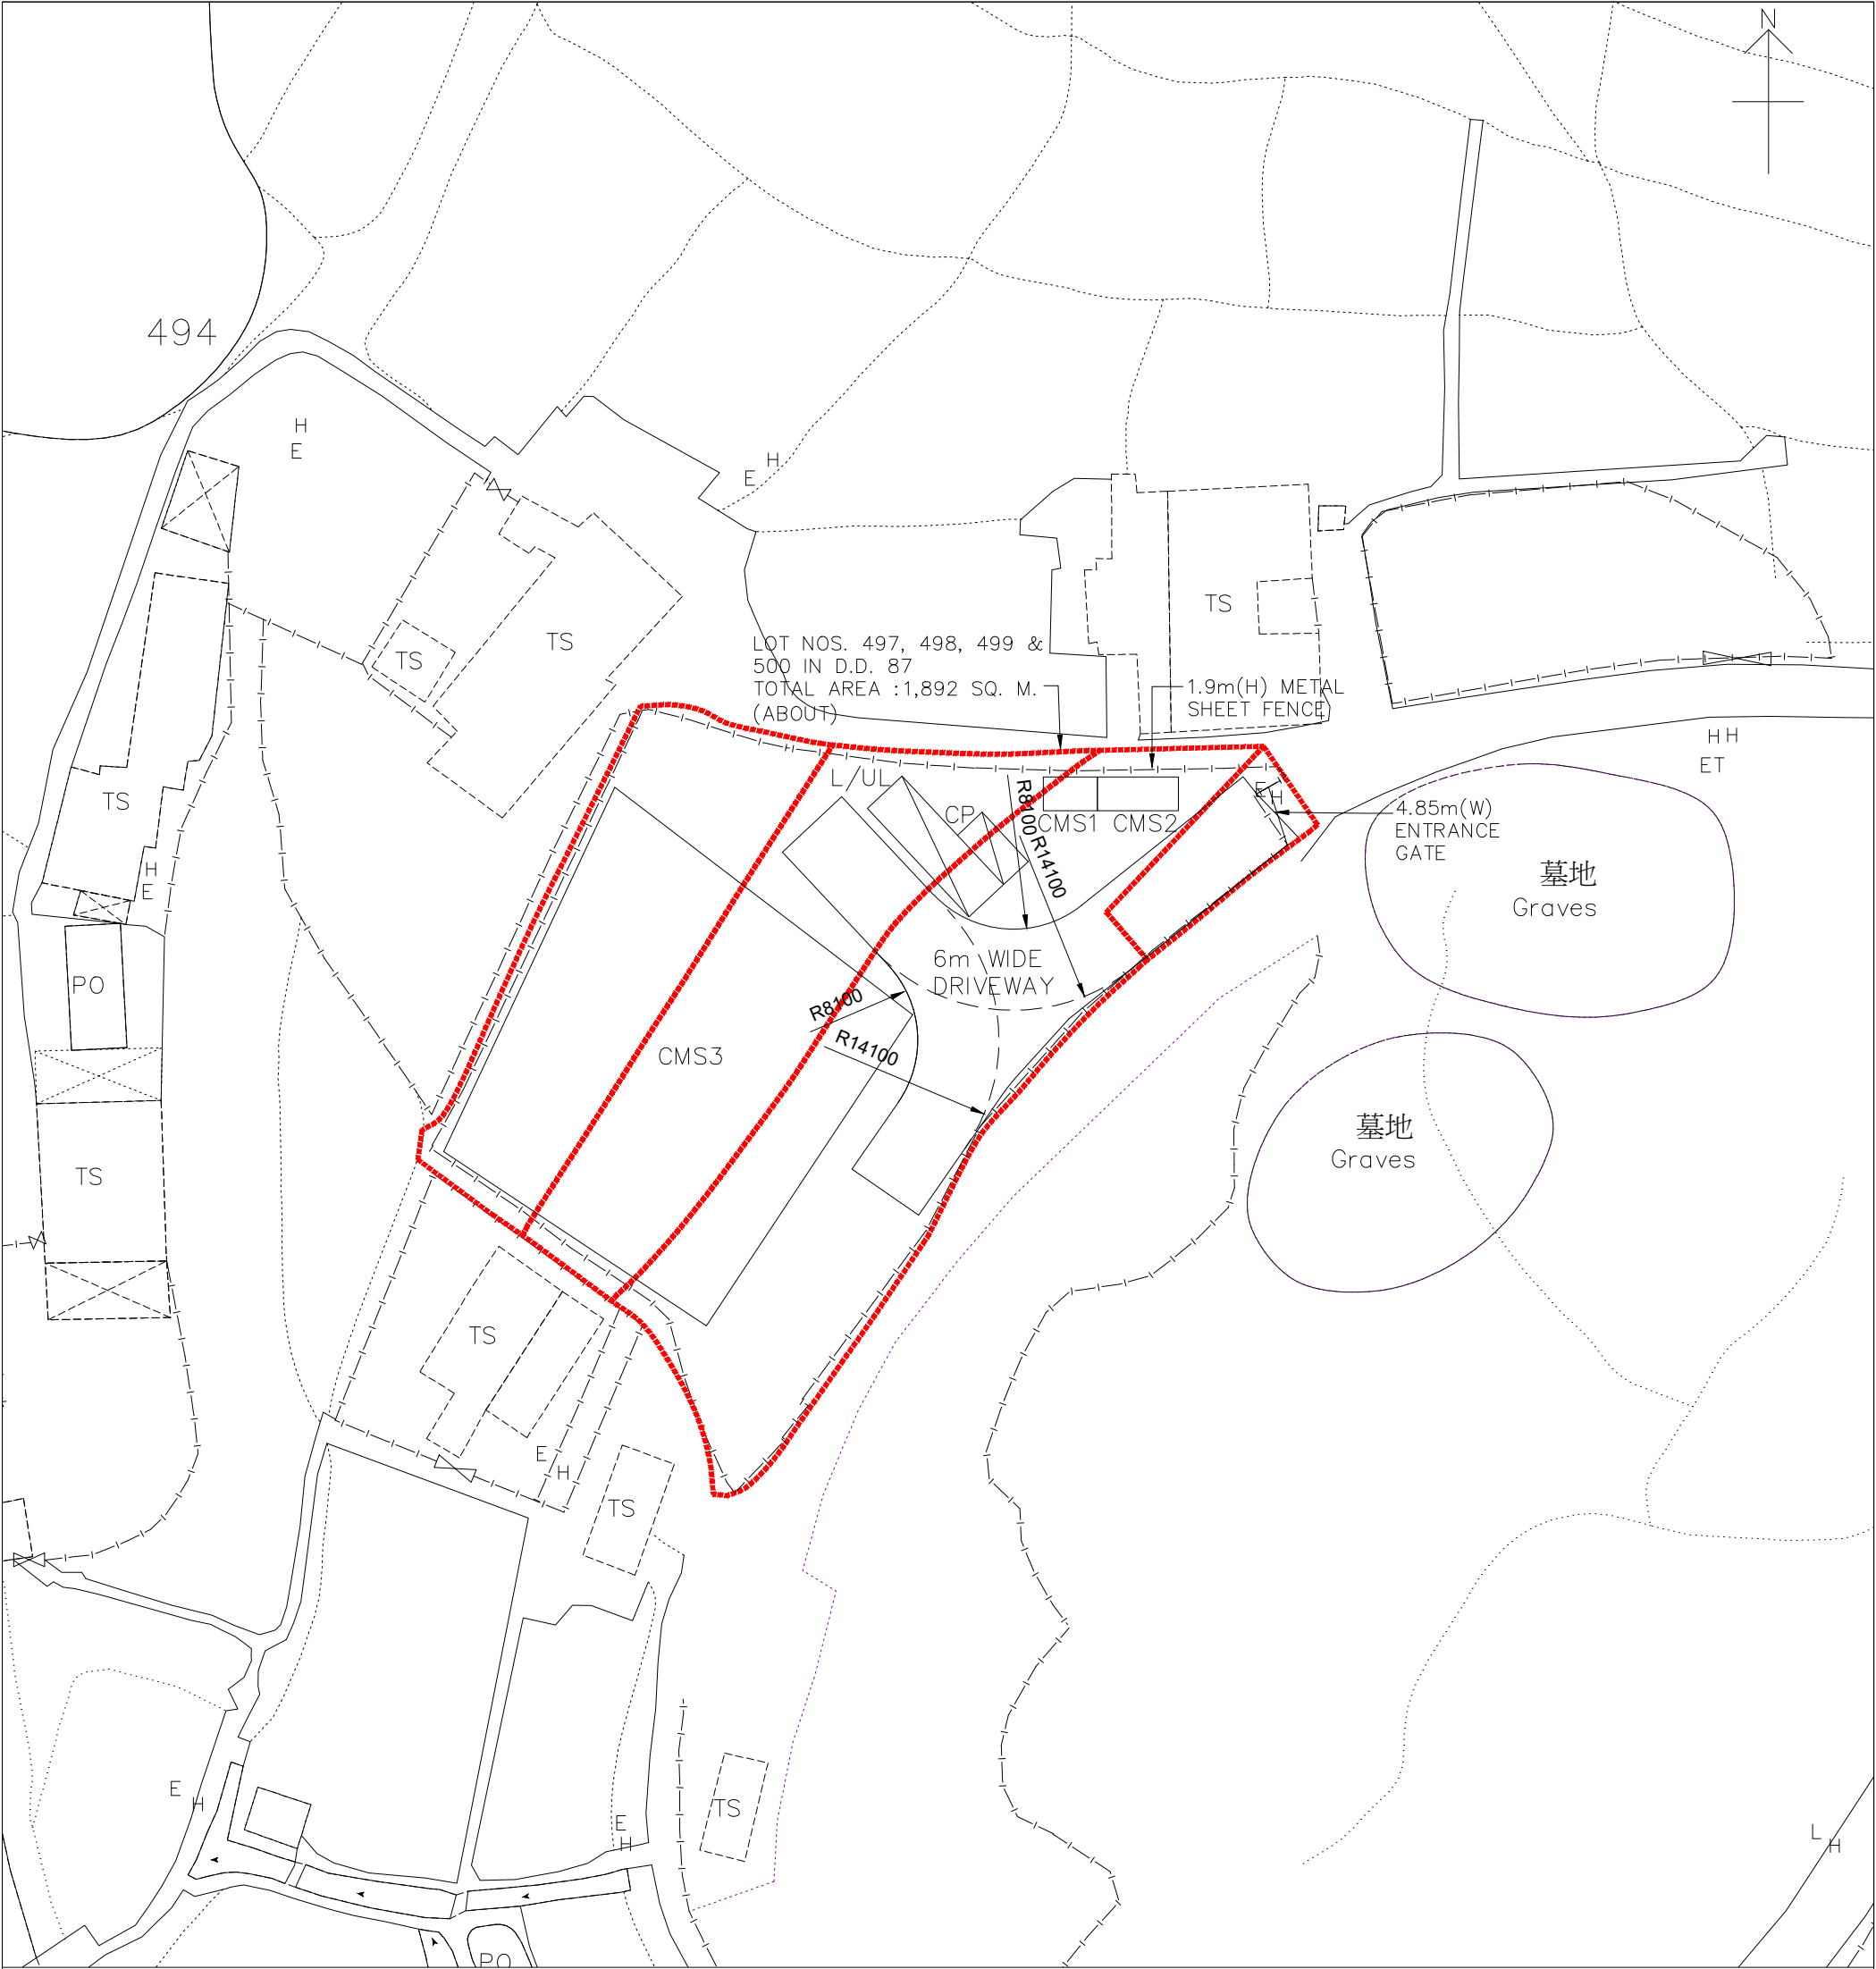 N
494
H
E
H
E
TS
TS
TS
LOT NOS. 497, 498, 499 &
500 IN D.D. 87
TOTAL AREA :1,892 SQ. M.
(ABOUT)
1.9m(H) METAL
SHEET FENCE
H H
ET
TS
L/UL
CP
R8100
R14100
CMS1 CMS2
E
H
4.85m(W)
ENTRANCE
GATE
墓地
Graves
H
E
PO
6m WIDE
DRIVEWAY
R8100
R14100
CMS3
墓地
Graves
TS
TS
E
H
TS
E
H
TS
E
H
L
H
PO